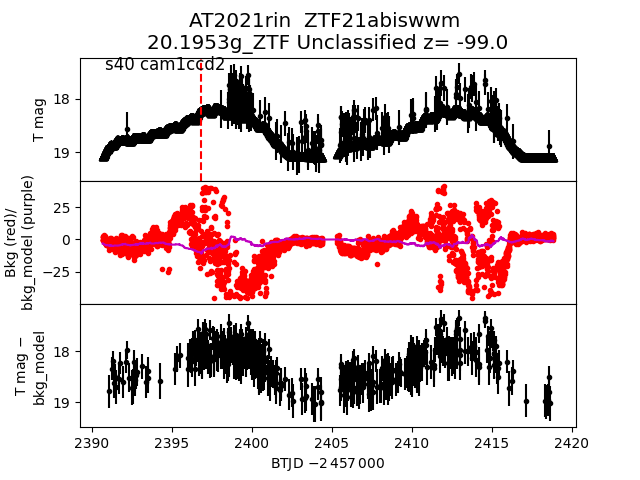 AT2021rin  ZTF21abiswwm
20.1953g_ZTF Unclassified z= -99.0
s40 cam1ccd2
T mag
18
19
Bkg (red)/
bkg_model (purple)
25
0
−25
T mag −
bkg_model
18
19
2390 2395 2400 2405 2410 2415 2420
BTJD −2 457 000